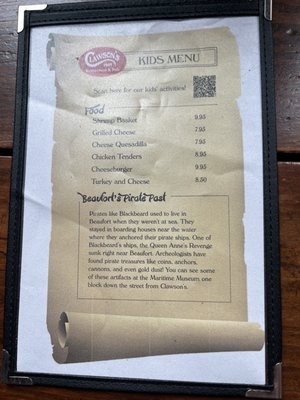 CLAWSON'S
1905
Restaurant & Pub
KIDS MENU
Scan here for our kids' activities!
Food
Shrimp Basket 9.95
Grilled Cheese 7.95
Cheese Quesadilla 7.95
Chicken Tenders 8.95
Cheeseburger 9.95
Turkey and Cheese 8.50
Beaufort's Pirate Past
Pirates like Blackbeard used to live in
Beaufort when they weren't at sea. They
stayed in boarding houses near the water
where they anchored their pirate ships. One of
Blackbeard's ships, the Queen Anne's Revenge
sunk right near Beaufort. Archeologists have
found pirate treasures like coins, anchors,
cannons, and even gold dust! You can see some
of these artifacts at the Maritime Museum one
block down the street from Clawson's.